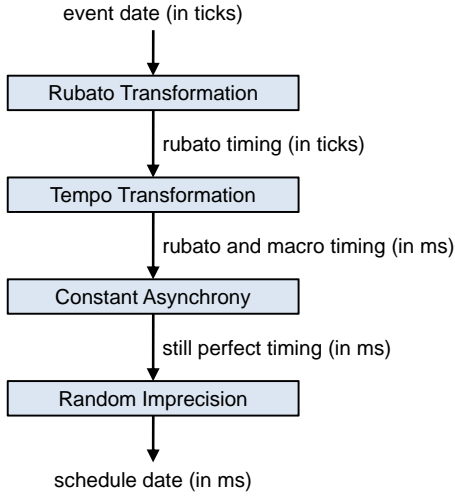 event date (in ticks)
Rubato Transformation
rubato timing (in ticks)
Tempo Transformation
rubato and macro timing (in ms)
Constant Asynchrony
still perfect timing (in ms)
Random Imprecision
schedule date (in ms)